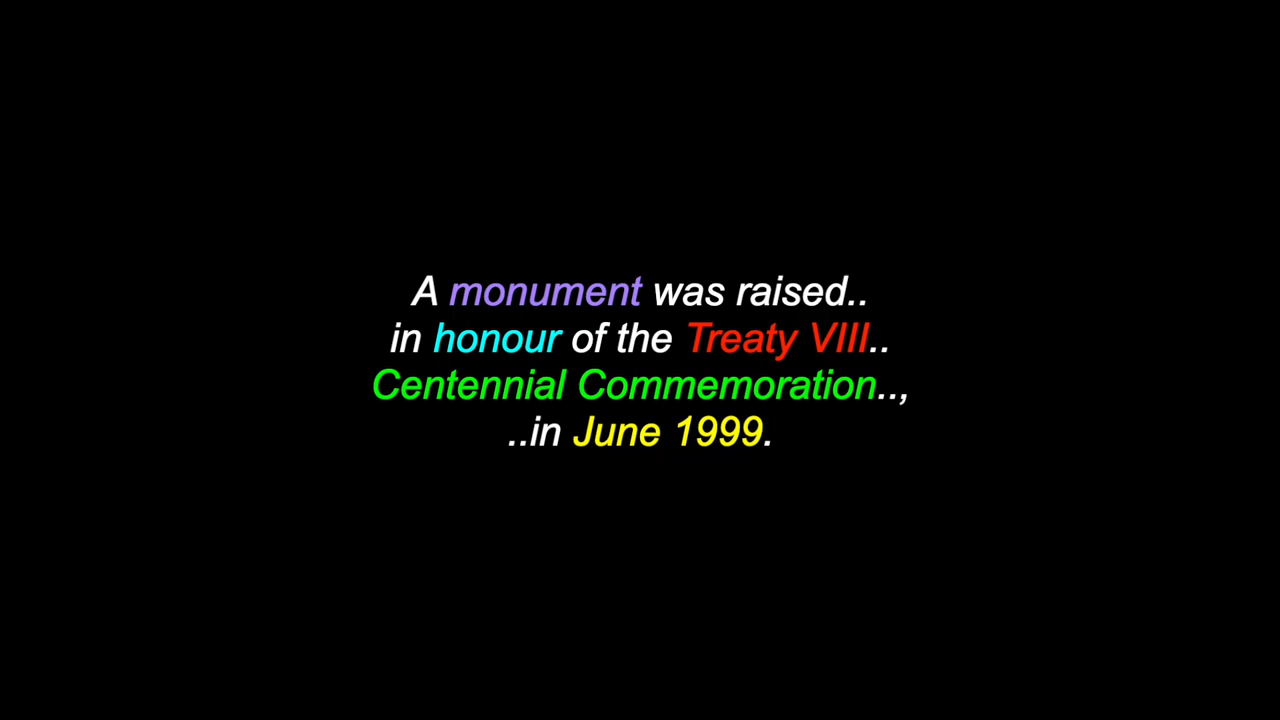 A monument was raised..
in honour of the Treaty VIII..
Centennial Commemoration..,
..in June 1999.